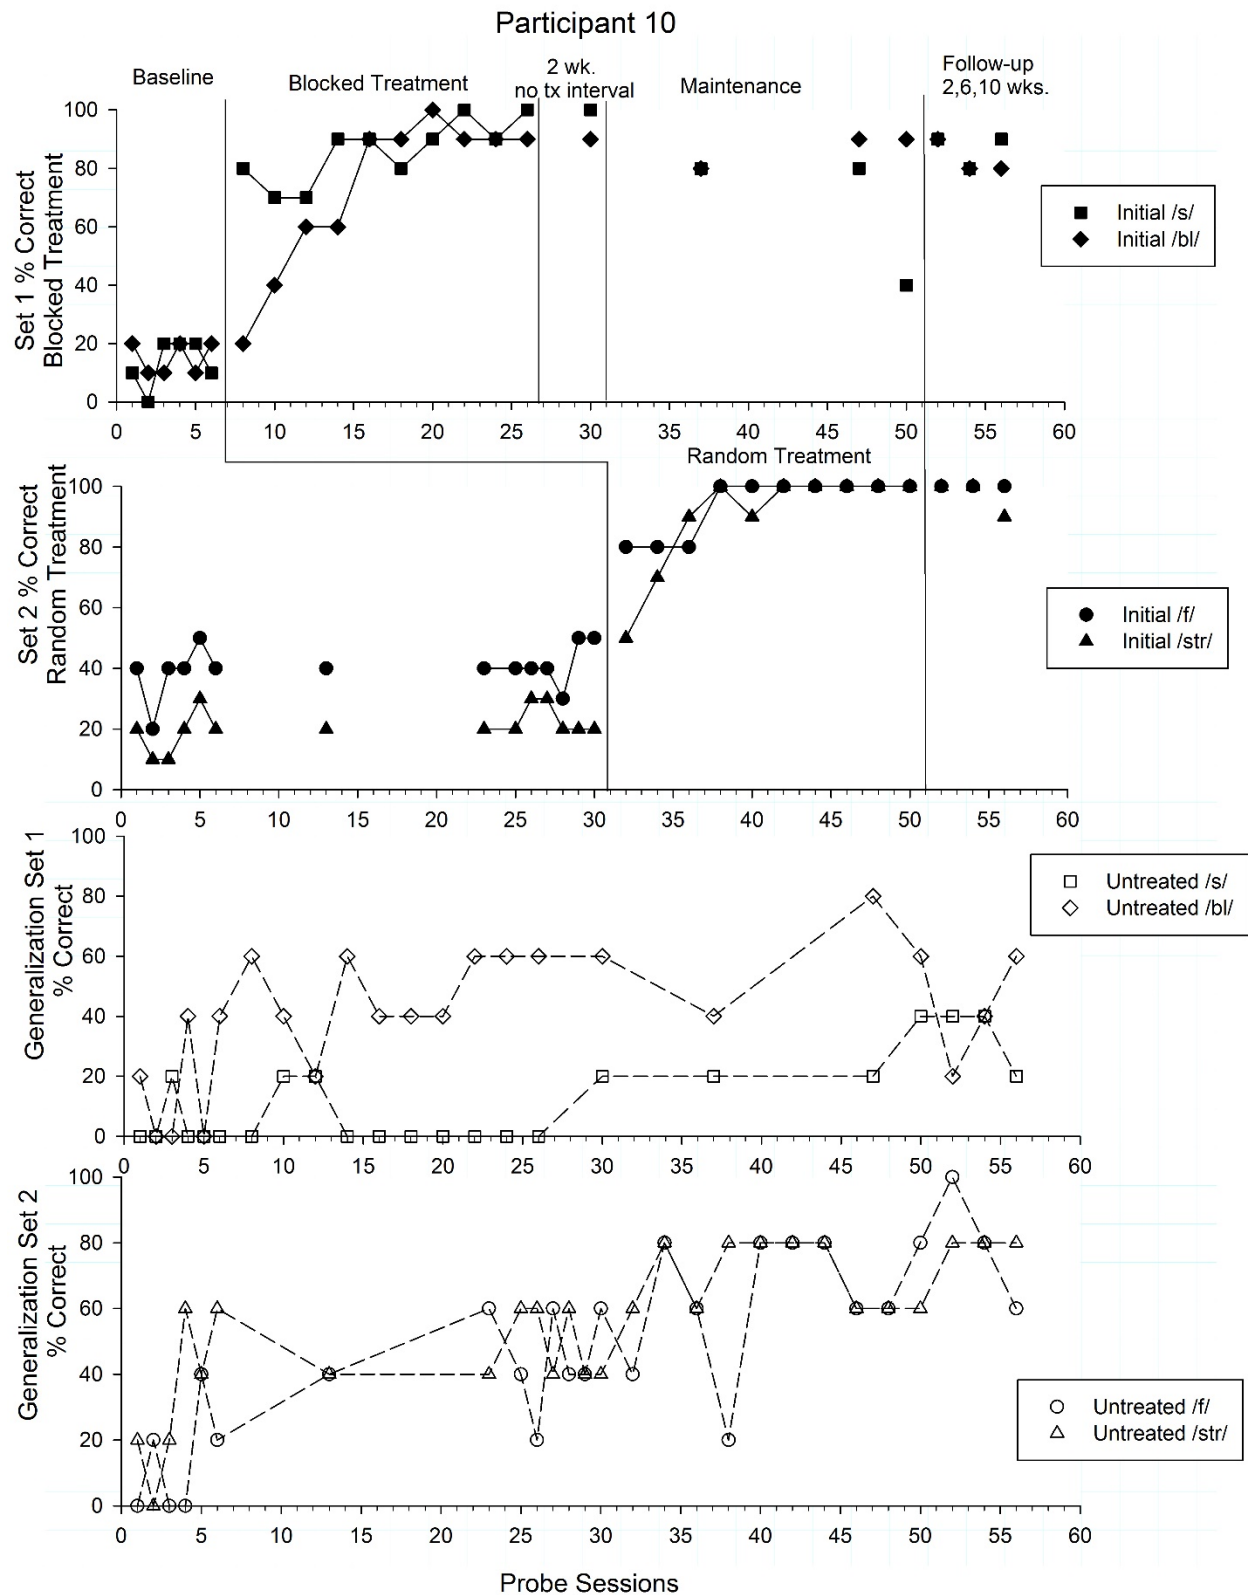 Participant 10
Baseline
Blocked Treatment
2 wk.
no tx interval
Maintenance
Follow-up
2,6,10 wks.
Set 1 % Correct
Blocked Treatment
100
80
60
40
20
0
0 5 10 15 20 25 30 35 40 45 50 55 60
Initial /s/
Initial /bl/
Random Treatment
Set 2 % Correct
Random Treatment
100
80
60
40
20
0
0 5 10 15 20 25 30 35 40 45 50 55 60
Initial /f/
Initial /str/
Generalization Set 1
% Correct
100
80
60
40
20
0
0 5 10 15 20 25 30 35 40 45 50 55 60
Untreated /s/
Untreated /bl/
Generalization Set 2
% Correct
100
80
60
40
20
0
0 5 10 15 20 25 30 35 40 45 50 55 60
Untreated /f/
Untreated /str/
Probe Sessions